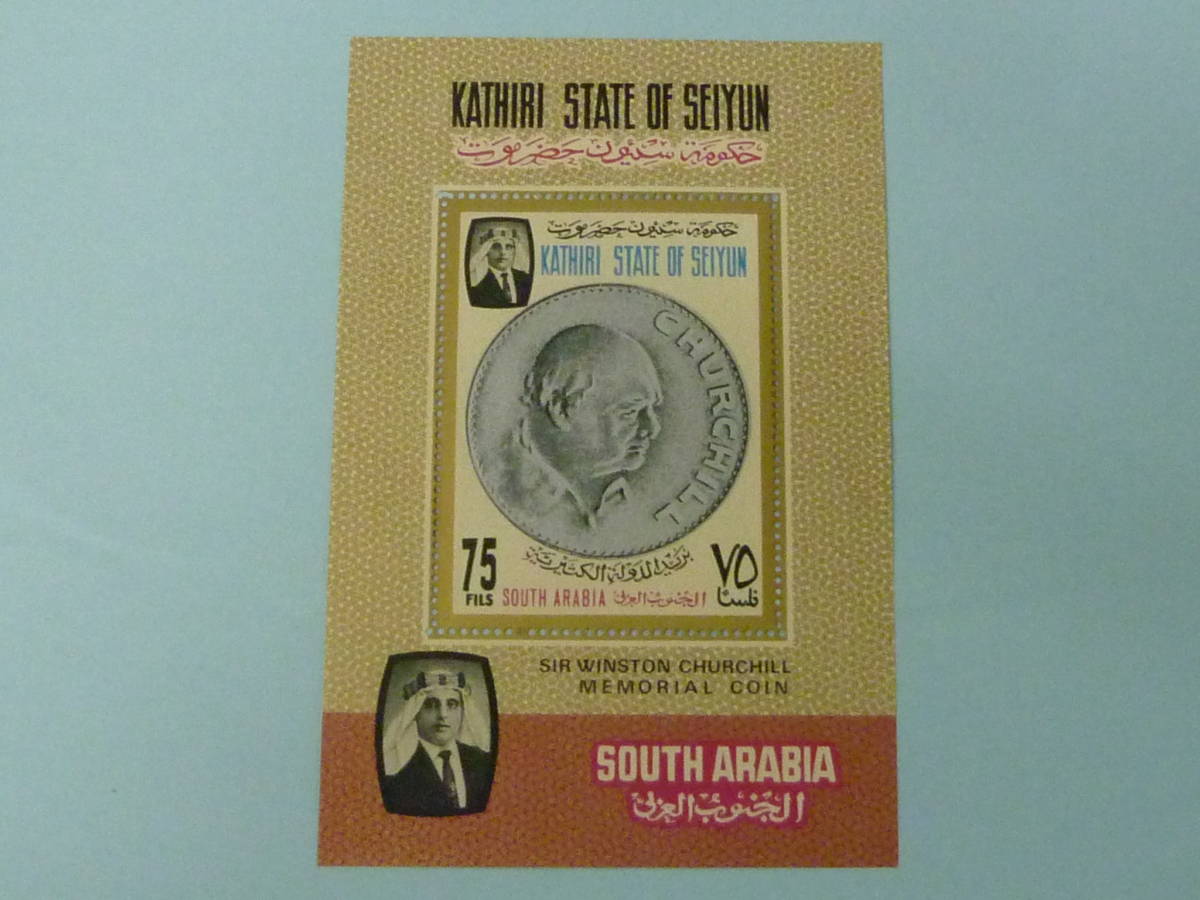 KATHIRI STATE OF SEIYUN
حكومة سيئون حضرموت
حكومة سيئون حضرموت
KATHIRI STATE OF SEIYUN
CHURCHILL
بريد الدولة الكثيرية
75 ٧٥
FILS SOUTH ARABIA الجنوب العربي فلسا
SIR WINSTON CHURCHILL
MEMORIAL COIN
SOUTH ARABIA
الجنوب العربي